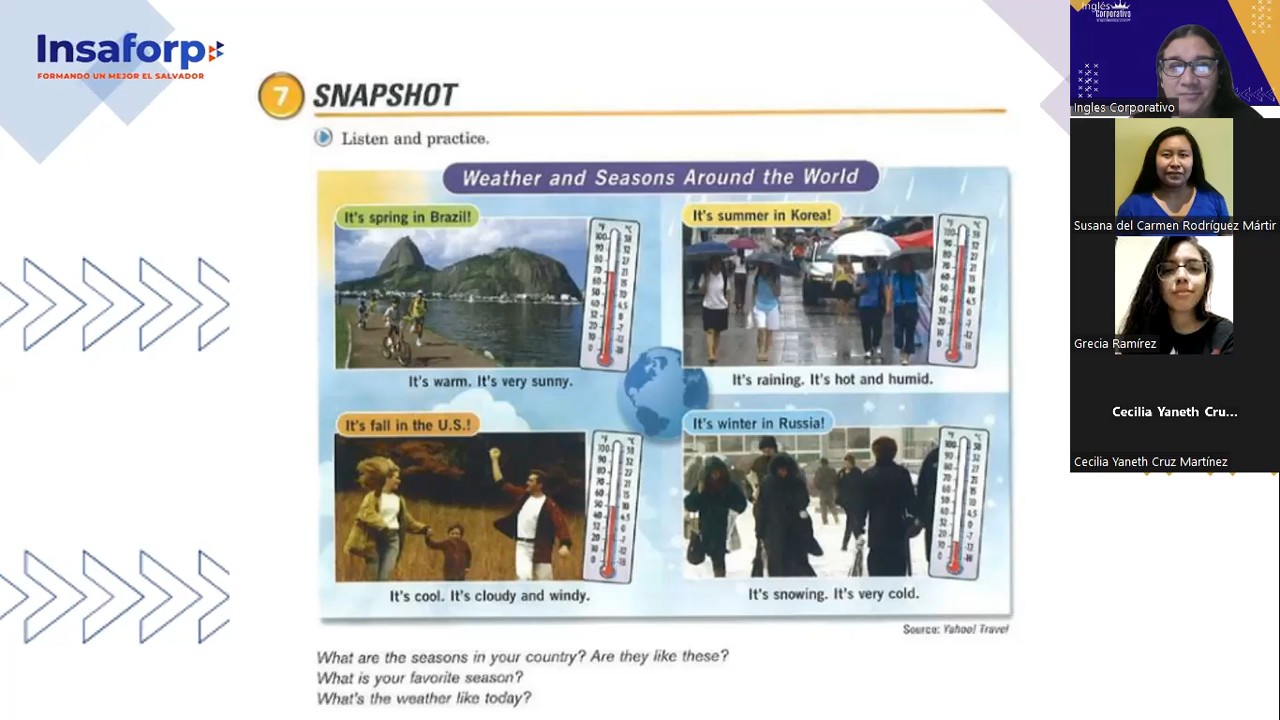 Insaforp
FORMANDO UN MEJOR EL SALVADOR
7 SNAPSHOT
Listen and practice.
Weather and Seasons Around the World
It's spring in Brazil!
It's warm. It's very sunny.
It's summer in Korea!
It's raining. It's hot and humid.
It's fall in the U.S.!
It's cool. It's cloudy and windy.
It's winter in Russia!
It's snowing. It's very cold.
Source: Yahoo! Travel
What are the seasons in your country? Are they like these?
What is your favorite season?
What's the weather like today?
Inglés
Corporativo
Ingles Corporativo
Susana del Carmen Rodríguez Mártir
Grecia Ramírez
Cecilia Yaneth Cru...
Cecilia Yaneth Cruz Martínez